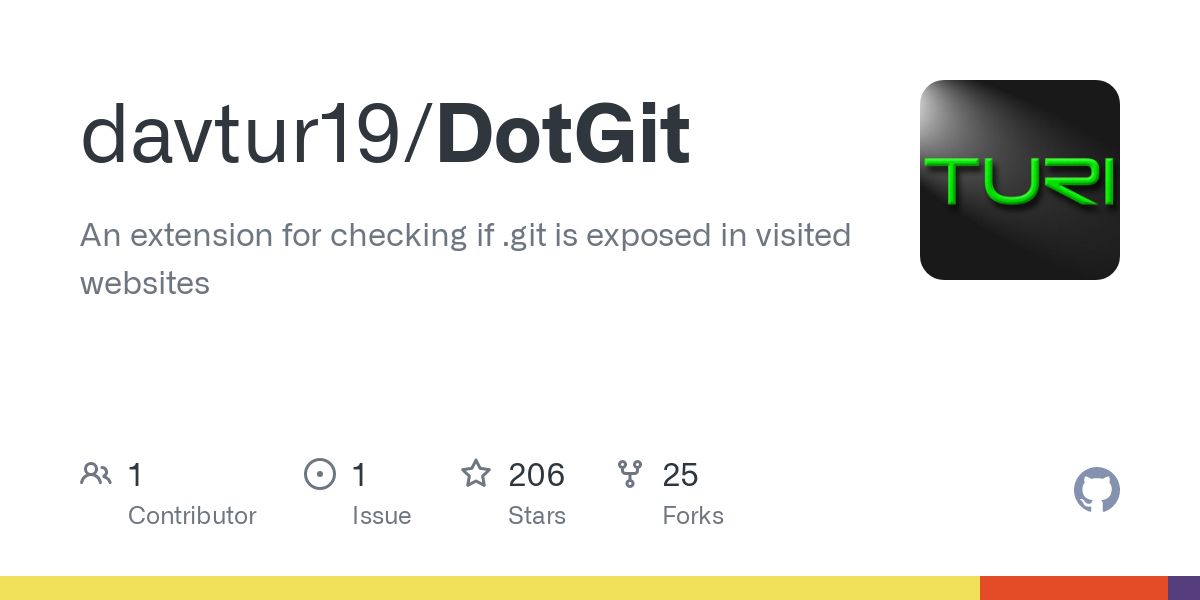 davtur19/DotGit
TURI
An extension for checking if .git is exposed in visited
websites
1
Contributor
1
Issue
206
Stars
25
Forks